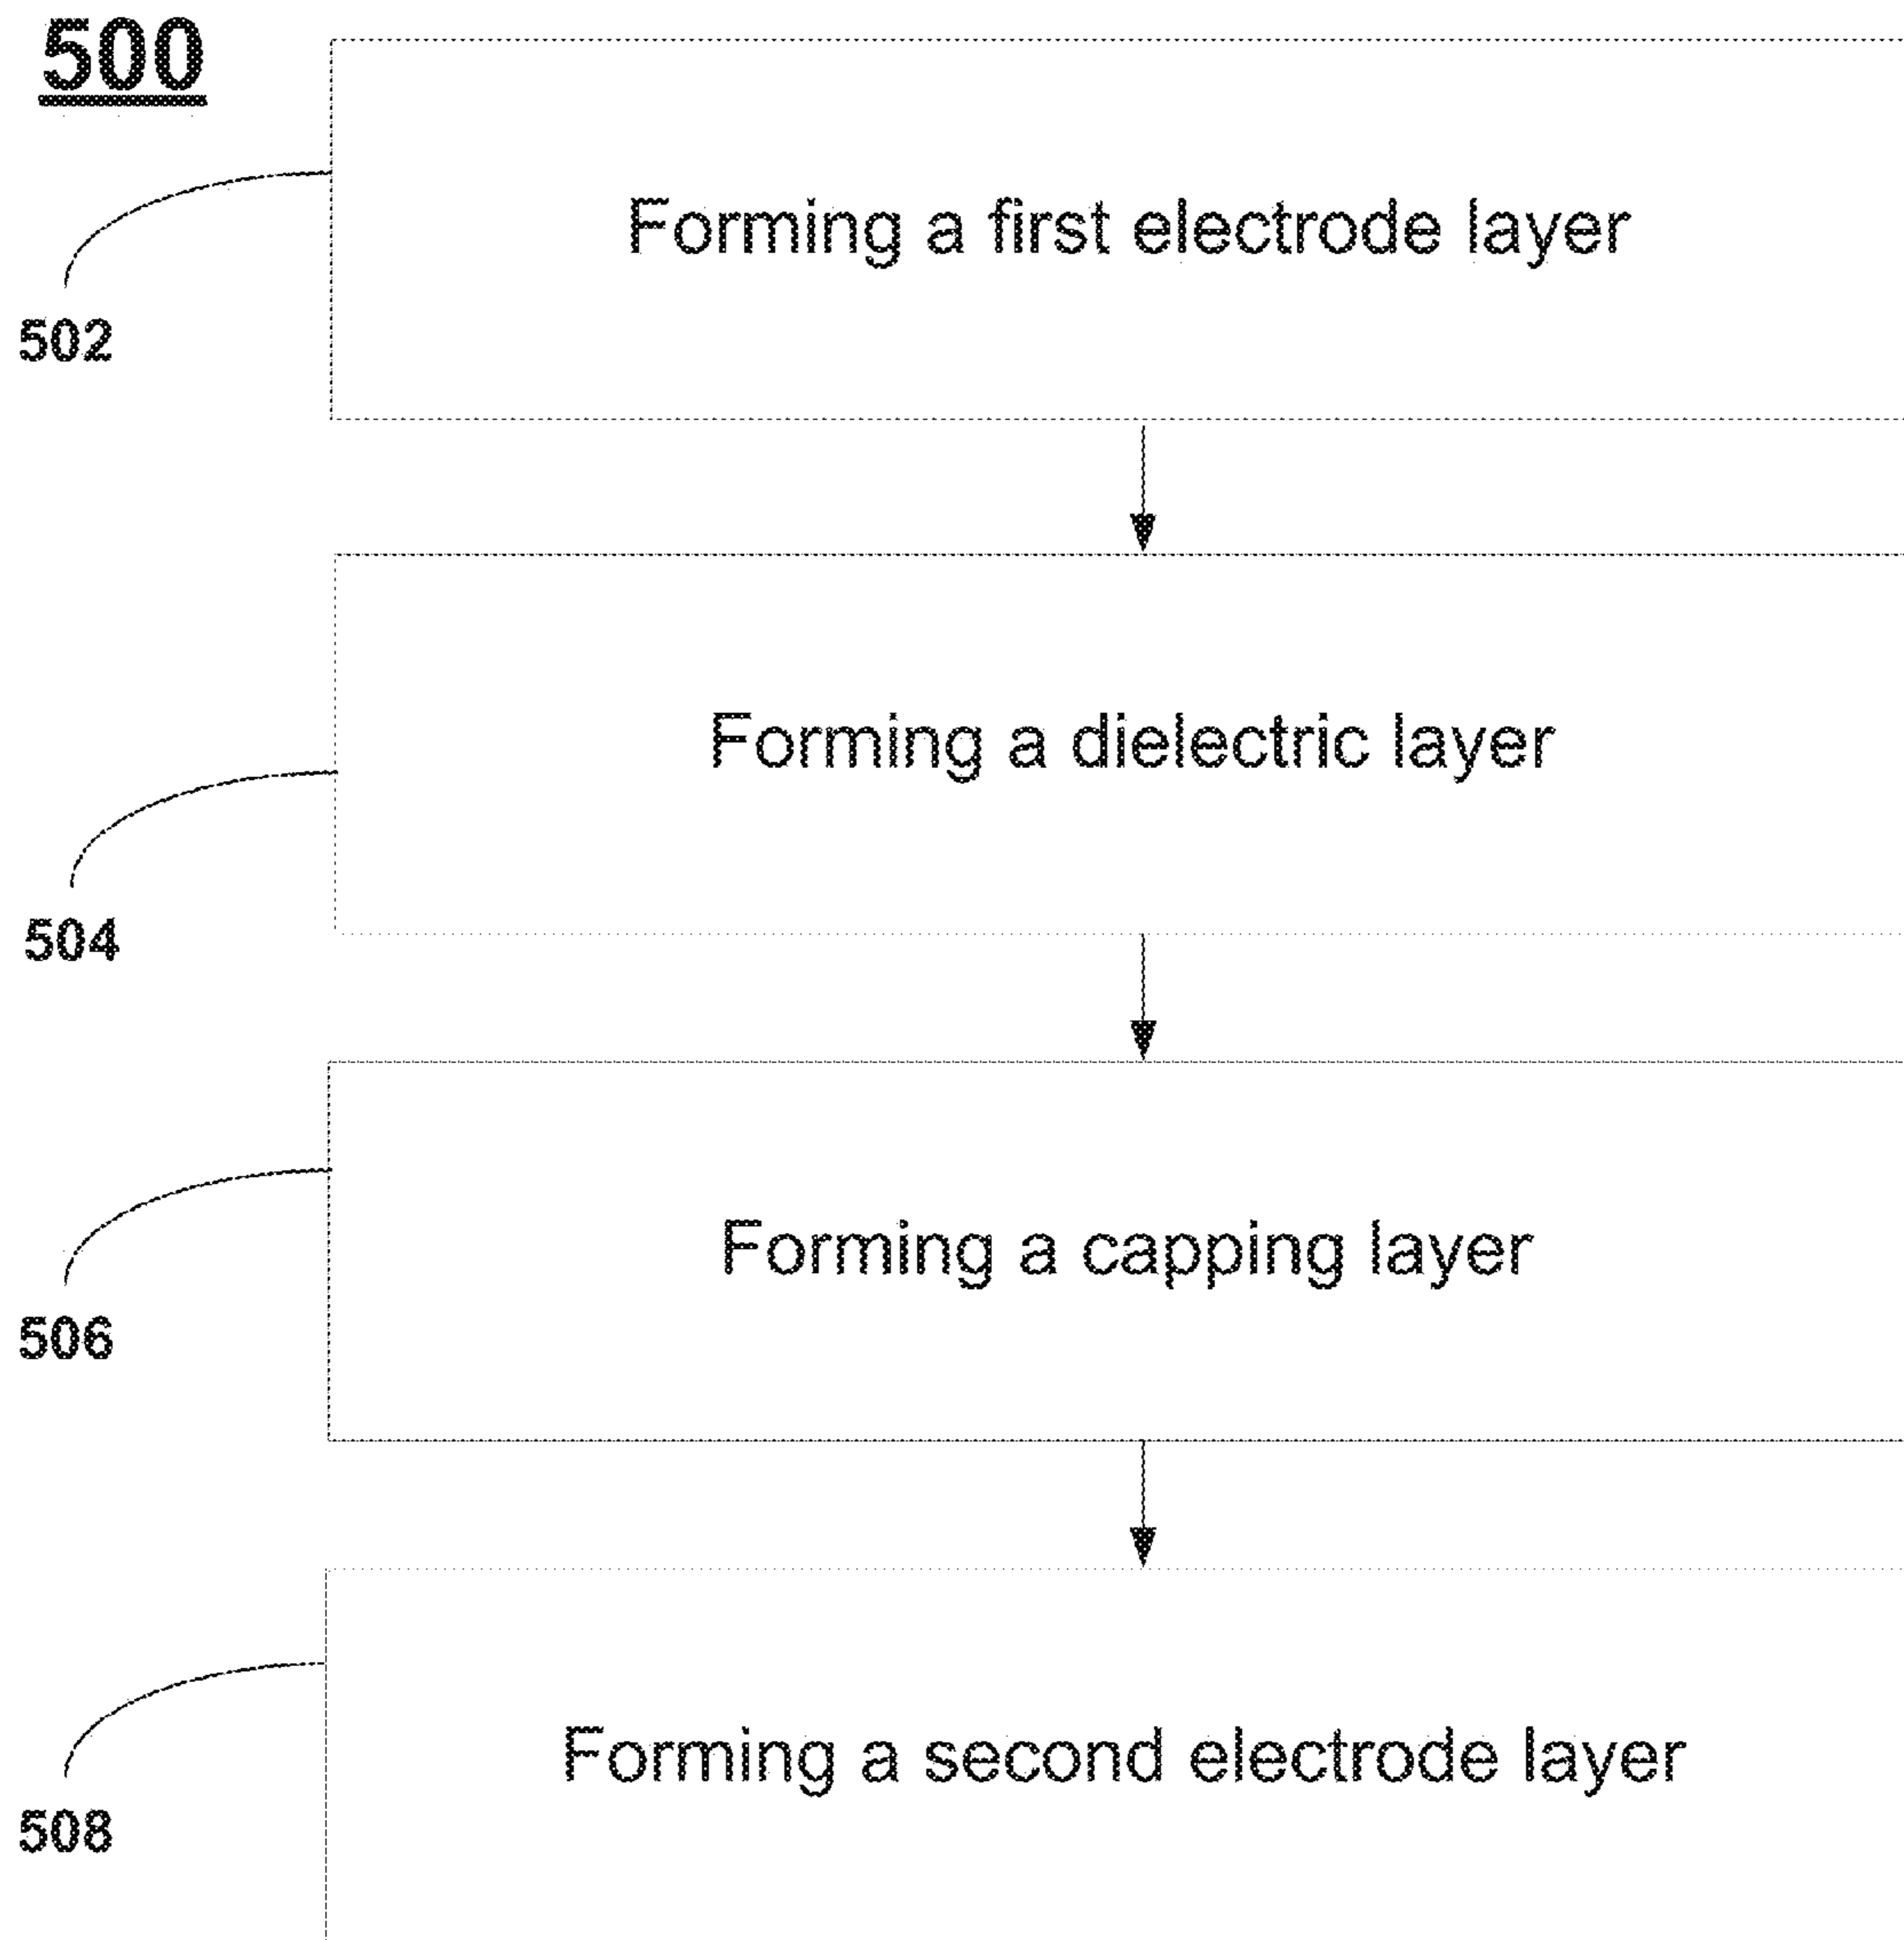 500
Forming a first electrode layer
502
Forming a dielectric layer
504
Forming a capping layer
506
Forming a second electrode layer
508